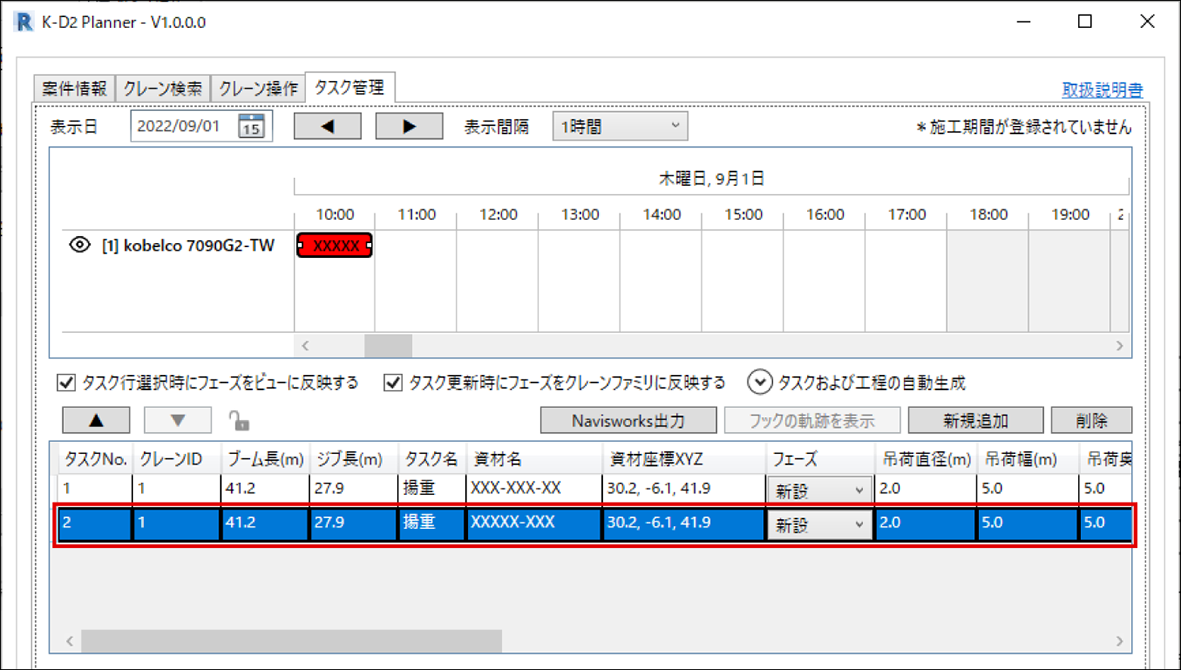 K-D2 Planner - V1.0.0.0
案件情報 クレーン検索 クレーン操作 タスク管理 取扱説明書
表示日 2022/09/01 15 ◀ ▶ 表示間隔 1時間 *施工期間が登録されていません
木曜日, 9月1日
10:00 11:00 12:00 13:00 14:00 15:00 16:00 17:00 18:00 19:00 2
[1] kobelco 7090G2-TW XXXXX
タスク行選択時にフェーズをビューに反映する タスク更新時にフェーズをクレーンファミリに反映する タスクおよび工程の自動生成
▲ ▼ Navisworks出力 フックの軌跡を表示 新規追加 削除
タスクNo. クレーンID ブーム長(m) ジブ長(m) タスク名 資材名 資材座標XYZ フェーズ 吊荷直径(m) 吊荷幅(m) 吊荷奥
1 1 41.2 27.9 揚重 XXX-XXX-XX 30.2, -6.1, 41.9 新設 2.0 5.0 5.0
2 1 41.2 27.9 揚重 XXXXX-XXX 30.2, -6.1, 41.9 新設 2.0 5.0 5.0